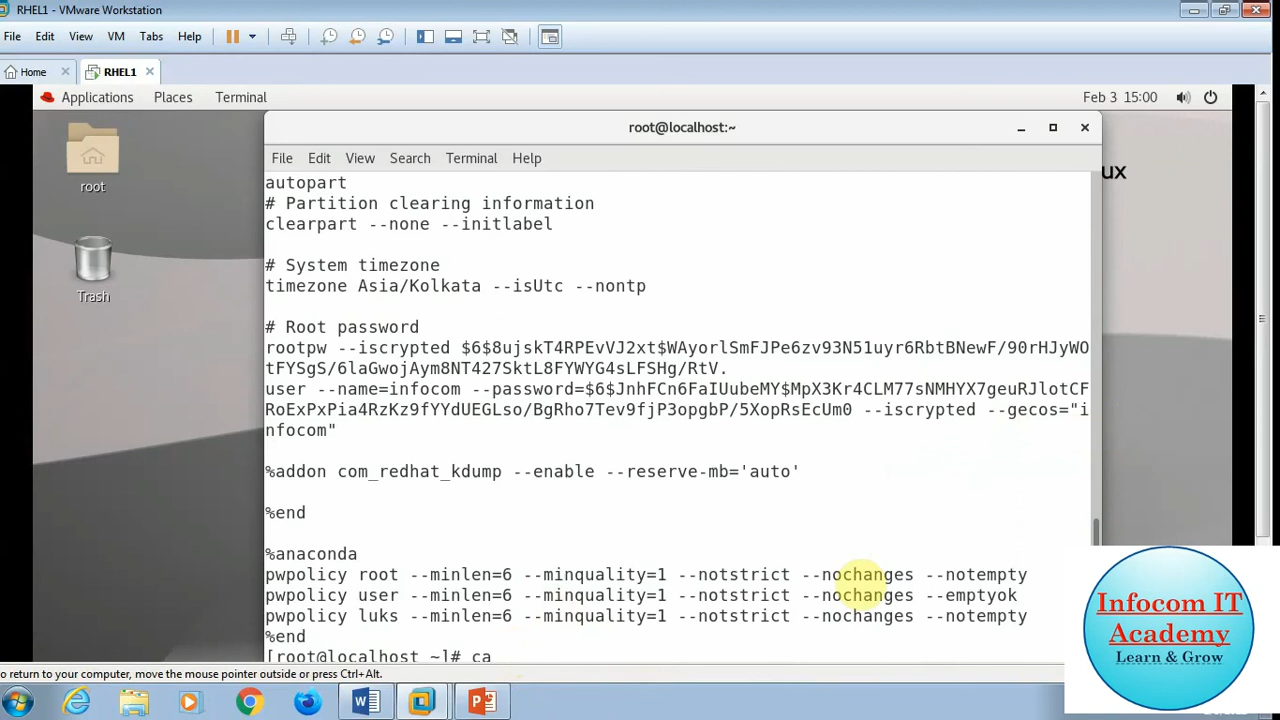 RHEL1 - VMware Workstation
File Edit View VM Tabs Help
Home RHEL1
Applications Places Terminal Feb 3 15:00
root@localhost:~
File Edit View Search Terminal Help
ux
root
Trash
autopart
# Partition clearing information
clearpart --none --initlabel
# System timezone
timezone Asia/Kolkata --isUtc --nontp
# Root password
rootpw --iscrypted $6$8ujskT4RPEvVJ2xt$WAyorlSmFJPe6zv93N51uyr6RbtBNewF/90rHJyWO
tFYSgS/6laGwojAym8NT427SktL8FYWYG4sLFSHg/RtV.
user --name=infocom --password=$6$JnhFCn6FaIUubeMY$MpX3Kr4CLM77sNMHYX7geuRJlotCF
RoExPxPia4RzKz9fYYdUEGLso/BgRho7Tev9fjP3opgbP/5XopRsEcUm0 --iscrypted --gecos="i
nfocom"
%addon com_redhat_kdump --enable --reserve-mb='auto'
%end
%anaconda
pwpolicy root --minlen=6 --minquality=1 --notstrict --nochanges --notempty
pwpolicy user --minlen=6 --minquality=1 --notstrict --nochanges --emptyok
pwpolicy luks --minlen=6 --minquality=1 --notstrict --nochanges --notempty
%end
[root@localhost ~]# ca
Infocom IT
Academy
Learn & Grow
o return to your computer, move the mouse pointer outside or press Ctrl+Alt.